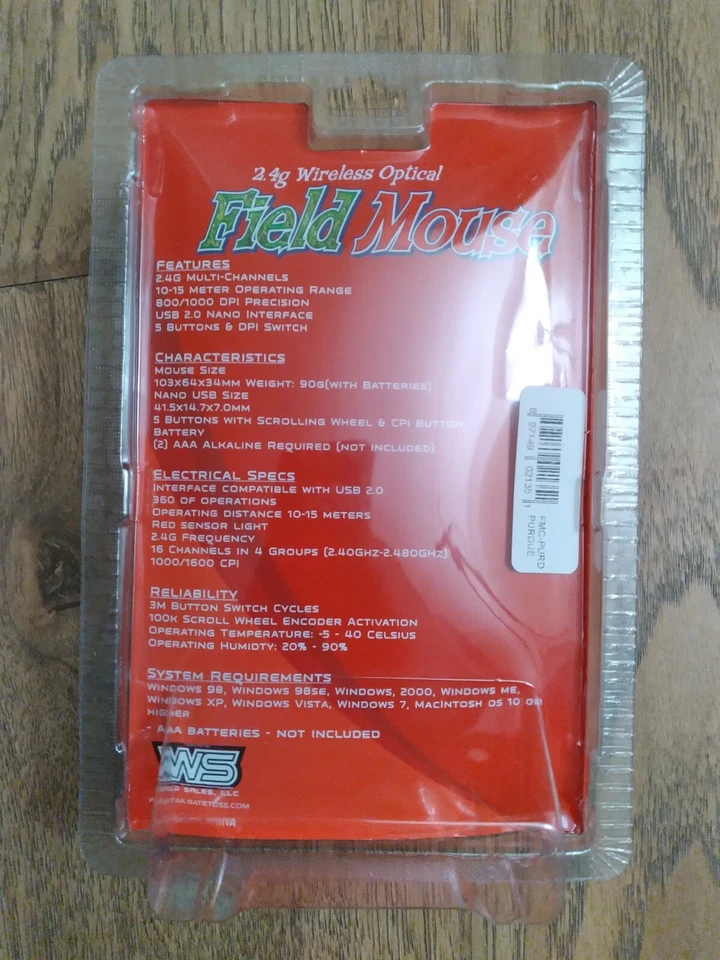 2.4g Wireless Optical
Field Mouse
FEATURES
2.4G MULTI-CHANNELS
10-15 METER OPERATING RANGE
800/1000 DPI PRECISION
USB 2.0 NANO INTERFACE
5 BUTTONS & DPI SWITCH
CHARACTERISTICS
MOUSE SIZE
103X64X34MM WEIGHT: 90G(WITH BATTERIES)
NANO USB SIZE
41.5X14.7X7.0MM
5 BUTTONS WITH SCROLLING WHEEL & CPI BUTTON
BATTERY
(2) AAA ALKALINE REQUIRED (NOT INCLUDED)
ELECTRICAL SPECS
INTERFACE COMPATIBLE WITH USB 2.0
360 OF OPERATIONS
OPERATING DISTANCE 10-15 METERS
RED SENSOR LIGHT
2.4G FREQUENCY
16 CHANNELS IN 4 GROUPS (2.40GHZ-2.480GHZ)
1000/1600 CPI
RELIABILITY
3M BUTTON SWITCH CYCLES
100K SCROLL WHEEL ENCODER ACTIVATION
OPERATING TEMPERATURE: -5 - 40 CELSIUS
OPERATING HUMIDTY: 20% - 90%
SYSTEM REQUIREMENTS
WINDOWS 98, WINDOWS 98SE, WINDOWS, 2000, WINDOWS ME,
WINDOWS XP, WINDOWS VISTA, WINDOWS 7, MACINTOSH OS 10 OR
HIGHER
- AAA BATTERIES - NOT INCLUDED
AWS
SALES, LLC
97149 02135 1
FMC-PURD
PURDUE